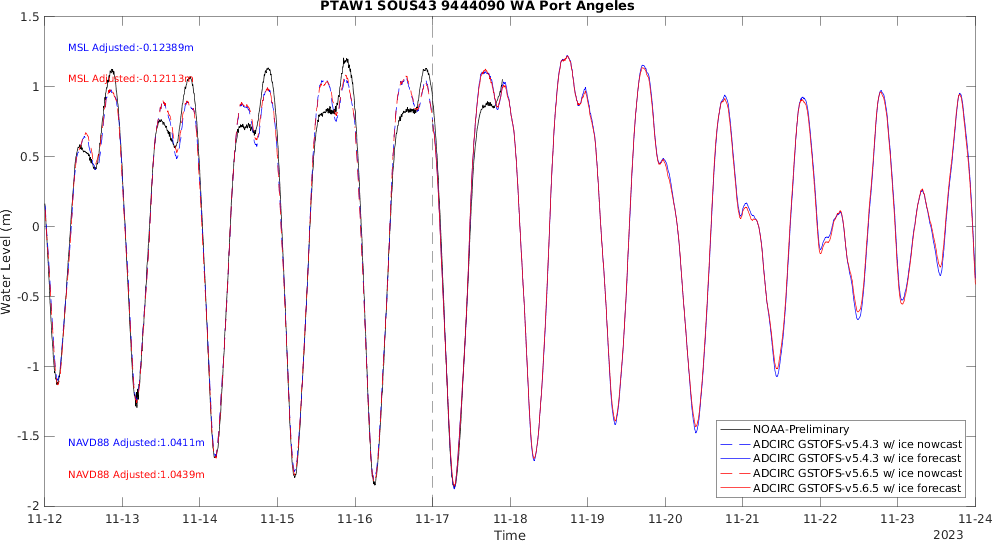 PTAW1 SOUS43 9444090 WA Port Angeles
MSL Adjusted:-0.12389m
MSL Adjusted:-0.12113m
NAVD88 Adjusted:1.0411m
NAVD88 Adjusted:1.0439m
Water Level (m)
1.5
1
0.5
0
-0.5
-1
-1.5
-2
NOAA-Preliminary
ADCIRC GSTOFS-v5.4.3 w/ ice nowcast
ADCIRC GSTOFS-v5.4.3 w/ ice forecast
ADCIRC GSTOFS-v5.6.5 w/ ice nowcast
ADCIRC GSTOFS-v5.6.5 w/ ice forecast
11-12 11-13 11-14 11-15 11-16 11-17 11-18 11-19 11-20 11-21 11-22 11-23 11-24
Time
2023